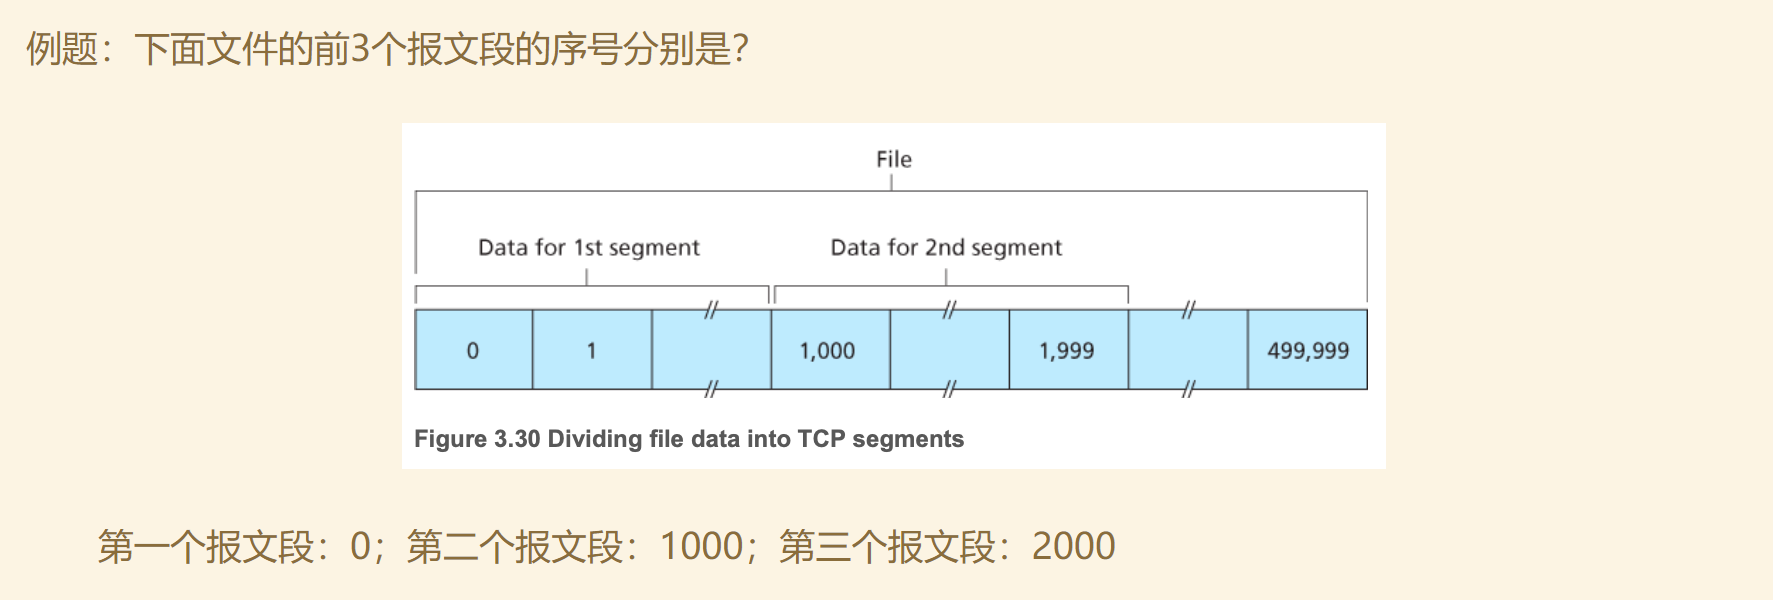 例题：下面文件的前3个报文段的序号分别是？
File
Data for 1st segment Data for 2nd segment
0 1 1,000 1,999 499,999
Figure 3.30 Dividing file data into TCP segments
第一个报文段：0；第二个报文段：1000；第三个报文段：2000